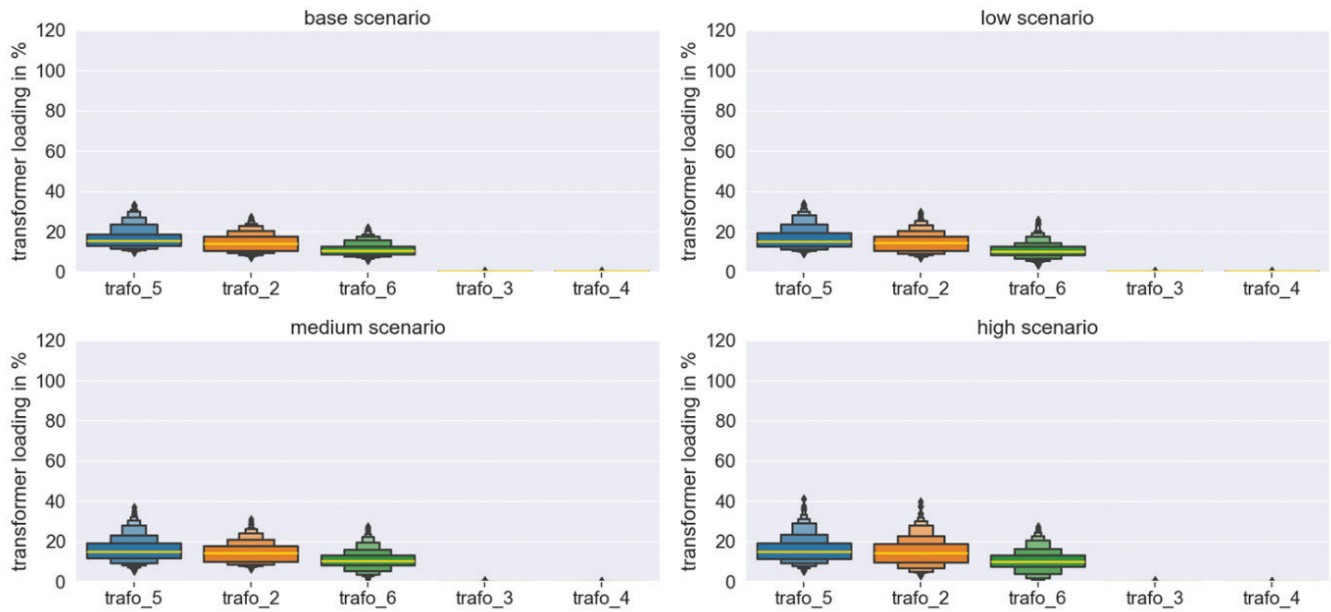 base scenario
transformer loading in %
120
100
80
60
40
20
0
trafo_5 trafo_2 trafo_6 trafo_3 trafo_4
low scenario
transformer loading in %
120
100
80
60
40
20
0
trafo_5 trafo_2 trafo_6 trafo_3 trafo_4
medium scenario
transformer loading in %
120
100
80
60
40
20
0
trafo_5 trafo_2 trafo_6 trafo_3 trafo_4
high scenario
transformer loading in %
120
100
80
60
40
20
0
trafo_5 trafo_2 trafo_6 trafo_3 trafo_4